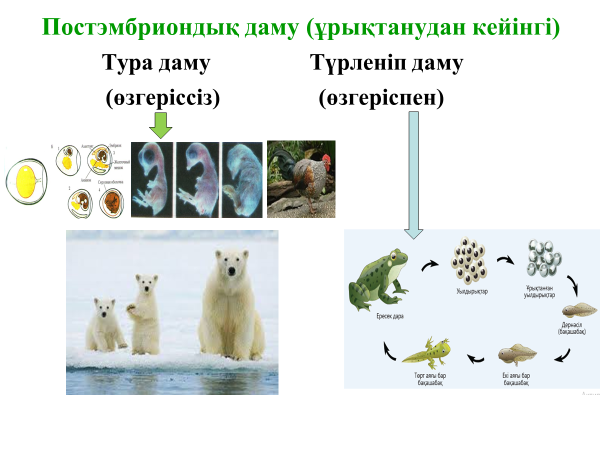 Постэмбриондық даму (ұрықтанудан кейінгі)
Тура даму
Түрленіп даму
(өзгеріссіз)
(өзгеріспен)
Уылдырықтар
Ұрықтанған
уылдырықтар
Дернәсіл
(бақашабақ)
Екі аяғы бар
бақашабақ
Төрт аяғы бар
бақашабақ
Ересек дара